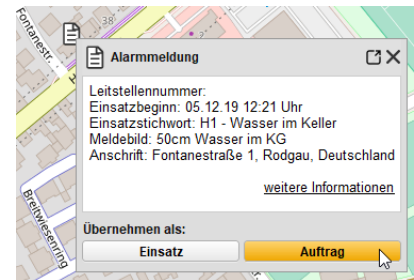 Fontanestr.
38
Alarmmeldung
Leitstellennummer:
Einsatzbeginn: 05.12.19 12:21 Uhr
Einsatzstichwort: H1 - Wasser im Keller
Meldebild: 50cm Wasser im KG
Anschrift: Fontanestraße 1, Rodgau, Deutschland
weitere Informationen
Übernehmen als:
Einsatz
Auftrag
Breitwiesenring